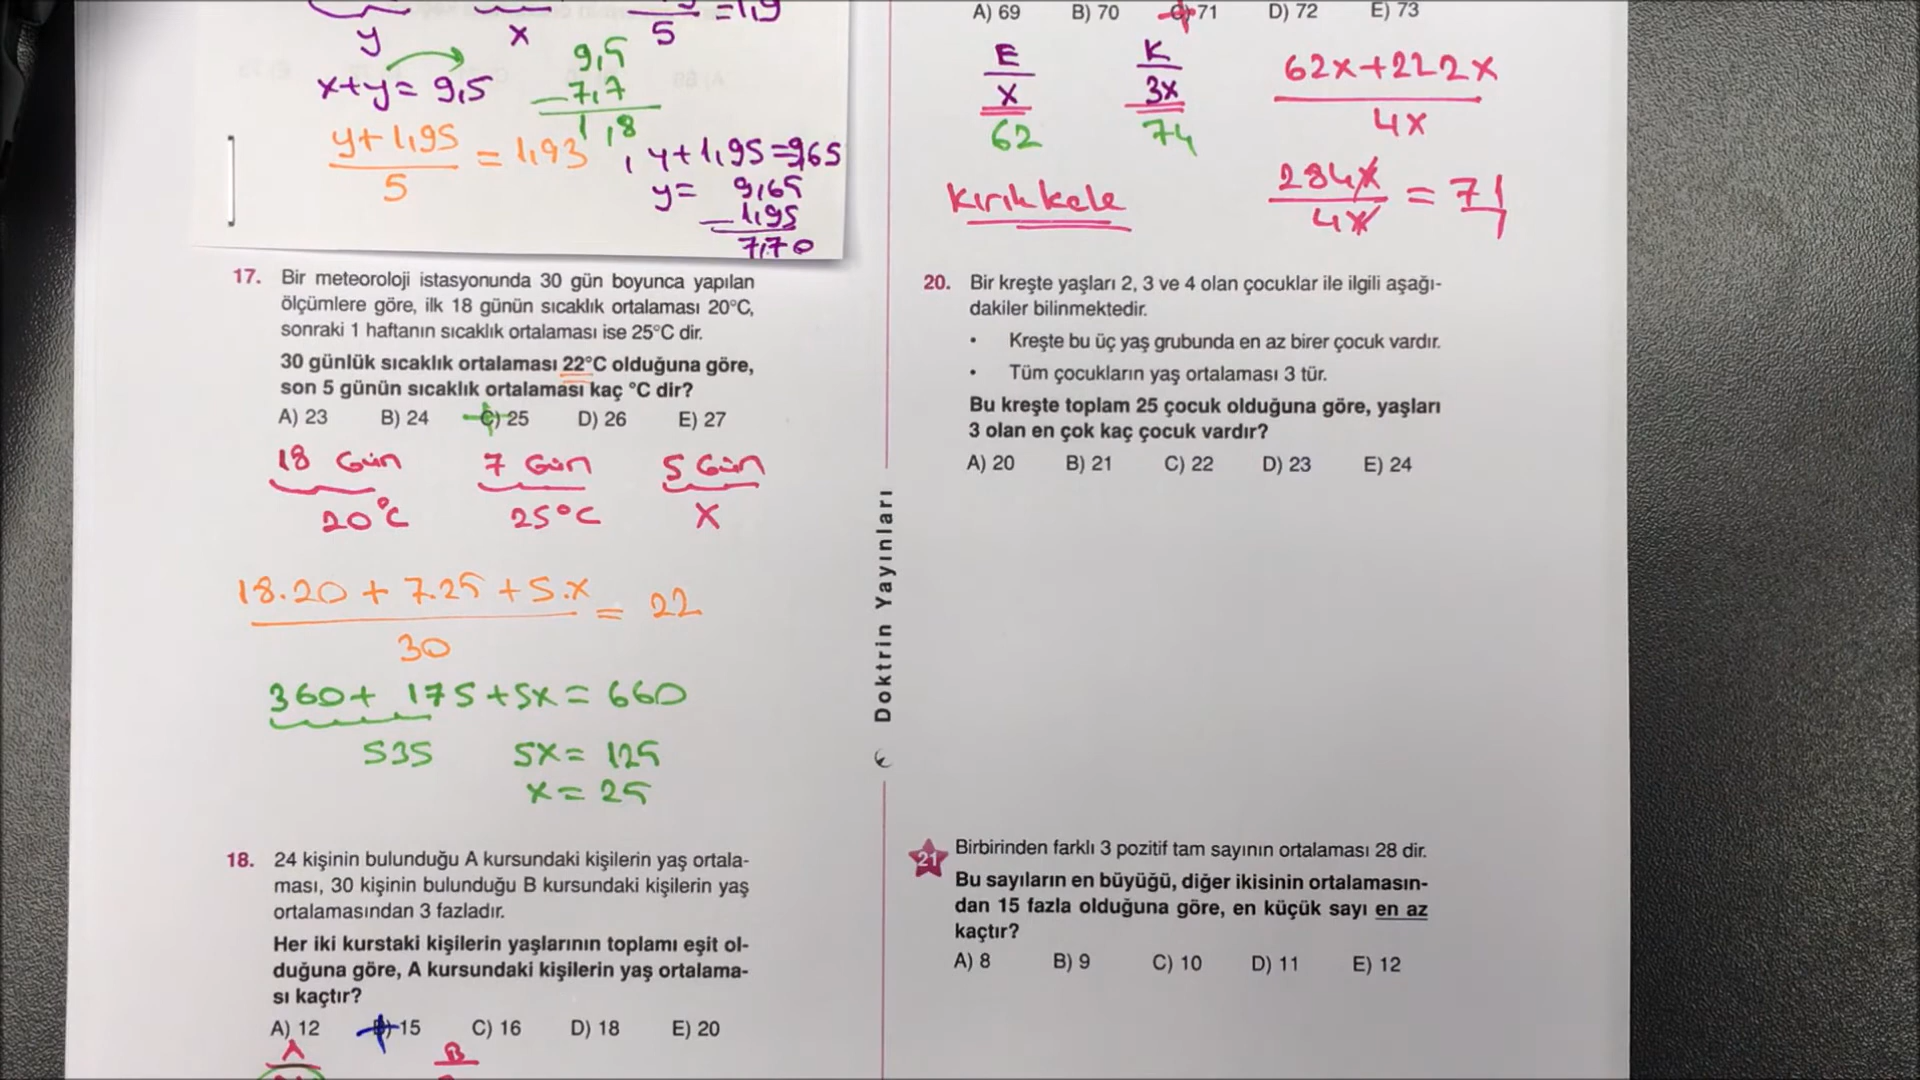 y
x
5
=1,9
x+y= 9,5
9,5
-7,7
1,8
y+1,95
5
= 1,93
, y+1,95=9,65
y= 9,65
-1,95
7,70
17. Bir meteoroloji istasyonunda 30 gün boyunca yapılan
ölçümlere göre, ilk 18 günün sıcaklık ortalaması 20°C,
sonraki 1 haftanın sıcaklık ortalaması ise 25°C dir.
30 günlük sıcaklık ortalaması 22°C olduğuna göre,
son 5 günün sıcaklık ortalaması kaç °C dir?
A) 23 B) 24 C) 25 D) 26 E) 27
18 Gün 7 Gün 5 Gün
20°C 25°C x
18.20 + 7.25 + 5.x = 22
30
360+ 175 +5x = 660
535 5x = 125
x = 25
18. 24 kişinin bulunduğu A kursundaki kişilerin yaş ortala-
ması, 30 kişinin bulunduğu B kursundaki kişilerin yaş
ortalamasından 3 fazladır.
Her iki kurstaki kişilerin yaşlarının toplamı eşit ol-
duğuna göre, A kursundaki kişilerin yaş ortalama-
sı kaçtır?
A) 12 B) 15 C) 16 D) 18 E) 20
A B
Doktrin Yayınları
A) 69 B) 70 C) 71 D) 72 E) 73
E K
x 3x
62 74
62x+222x
4x
284x = 71
4x
Kırıkkale
20. Bir kreşte yaşları 2, 3 ve 4 olan çocuklar ile ilgili aşağı-
dakiler bilinmektedir.
• Kreşte bu üç yaş grubunda en az birer çocuk vardır.
• Tüm çocukların yaş ortalaması 3 tür.
Bu kreşte toplam 25 çocuk olduğuna göre, yaşları
3 olan en çok kaç çocuk vardır?
A) 20 B) 21 C) 22 D) 23 E) 24
21 Birbirinden farklı 3 pozitif tam sayının ortalaması 28 dir.
Bu sayıların en büyüğü, diğer ikisinin ortalamasın-
dan 15 fazla olduğuna göre, en küçük sayı en az
kaçtır?
A) 8 B) 9 C) 10 D) 11 E) 12